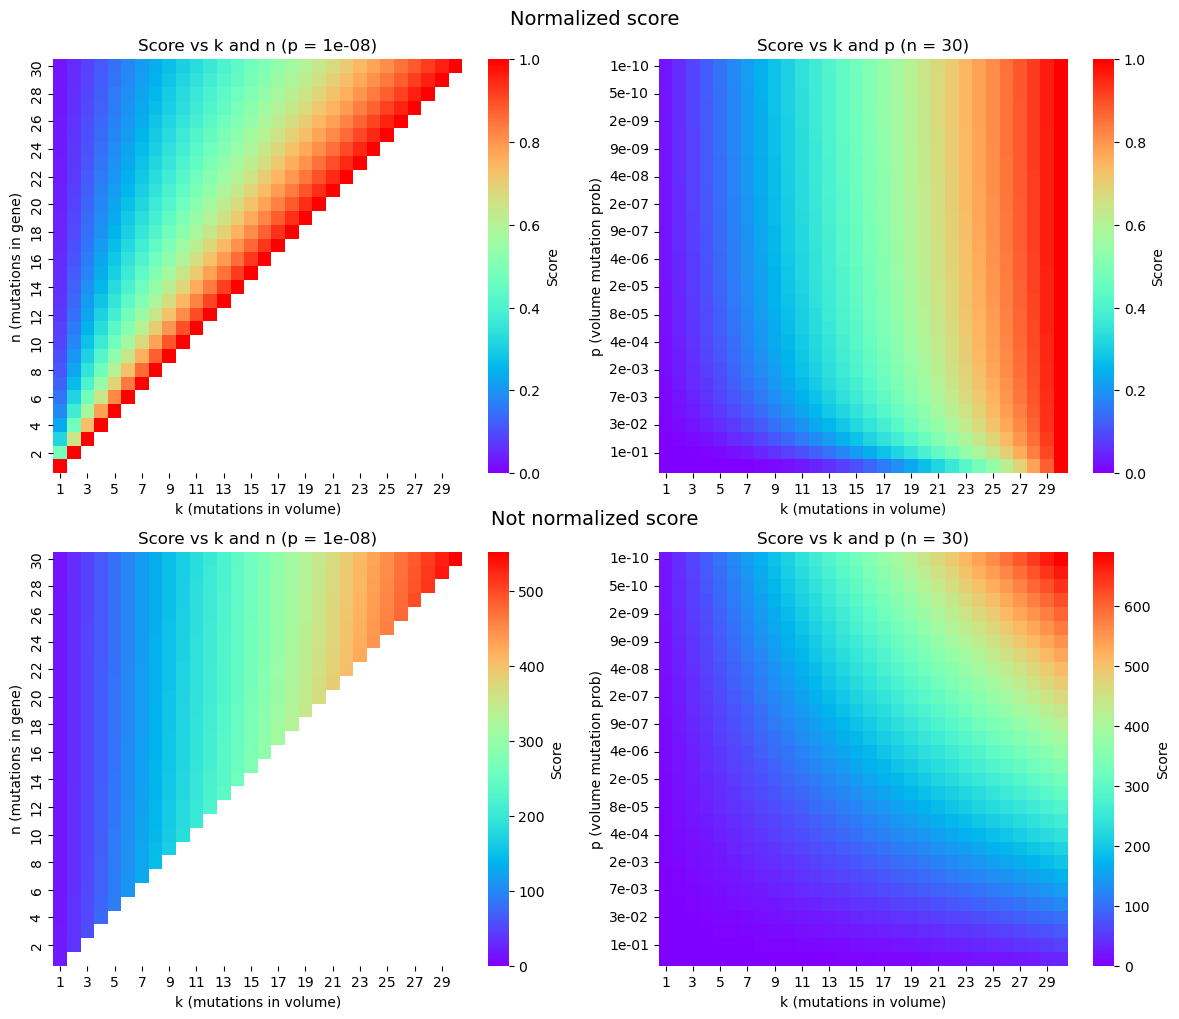 Normalized score
Score vs k and n (p = 1e-08)
n (mutations in gene)
30
28
26
24
22
20
18
16
14
12
10
8
6
4
2
1 3 5 7 9 11 13 15 17 19 21 23 25 27 29
k (mutations in volume)
1.0
0.8
0.6
0.4
0.2
0.0
Score
Score vs k and p (n = 30)
p (volume mutation prob)
1e-10
5e-10
2e-09
9e-09
4e-08
2e-07
9e-07
4e-06
2e-05
8e-05
4e-04
2e-03
7e-03
3e-02
1e-01
1 3 5 7 9 11 13 15 17 19 21 23 25 27 29
k (mutations in volume)
1.0
0.8
0.6
0.4
0.2
0.0
Score
Not normalized score
Score vs k and n (p = 1e-08)
n (mutations in gene)
30
28
26
24
22
20
18
16
14
12
10
8
6
4
2
1 3 5 7 9 11 13 15 17 19 21 23 25 27 29
k (mutations in volume)
500
400
300
200
100
0
Score
Score vs k and p (n = 30)
p (volume mutation prob)
1e-10
5e-10
2e-09
9e-09
4e-08
2e-07
9e-07
4e-06
2e-05
8e-05
4e-04
2e-03
7e-03
3e-02
1e-01
1 3 5 7 9 11 13 15 17 19 21 23 25 27 29
k (mutations in volume)
600
500
400
300
200
100
0
Score